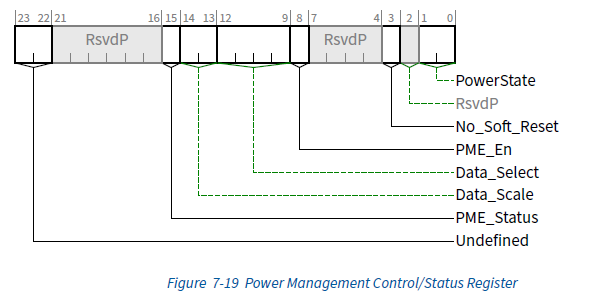 23 22 21 16 15 14 13 12 9 8 7 4 3 2 1 0
RsvdP RsvdP
PowerState
RsvdP
No_Soft_Reset
PME_En
Data_Select
Data_Scale
PME_Status
Undefined
Figure 7-19 Power Management Control/Status Register